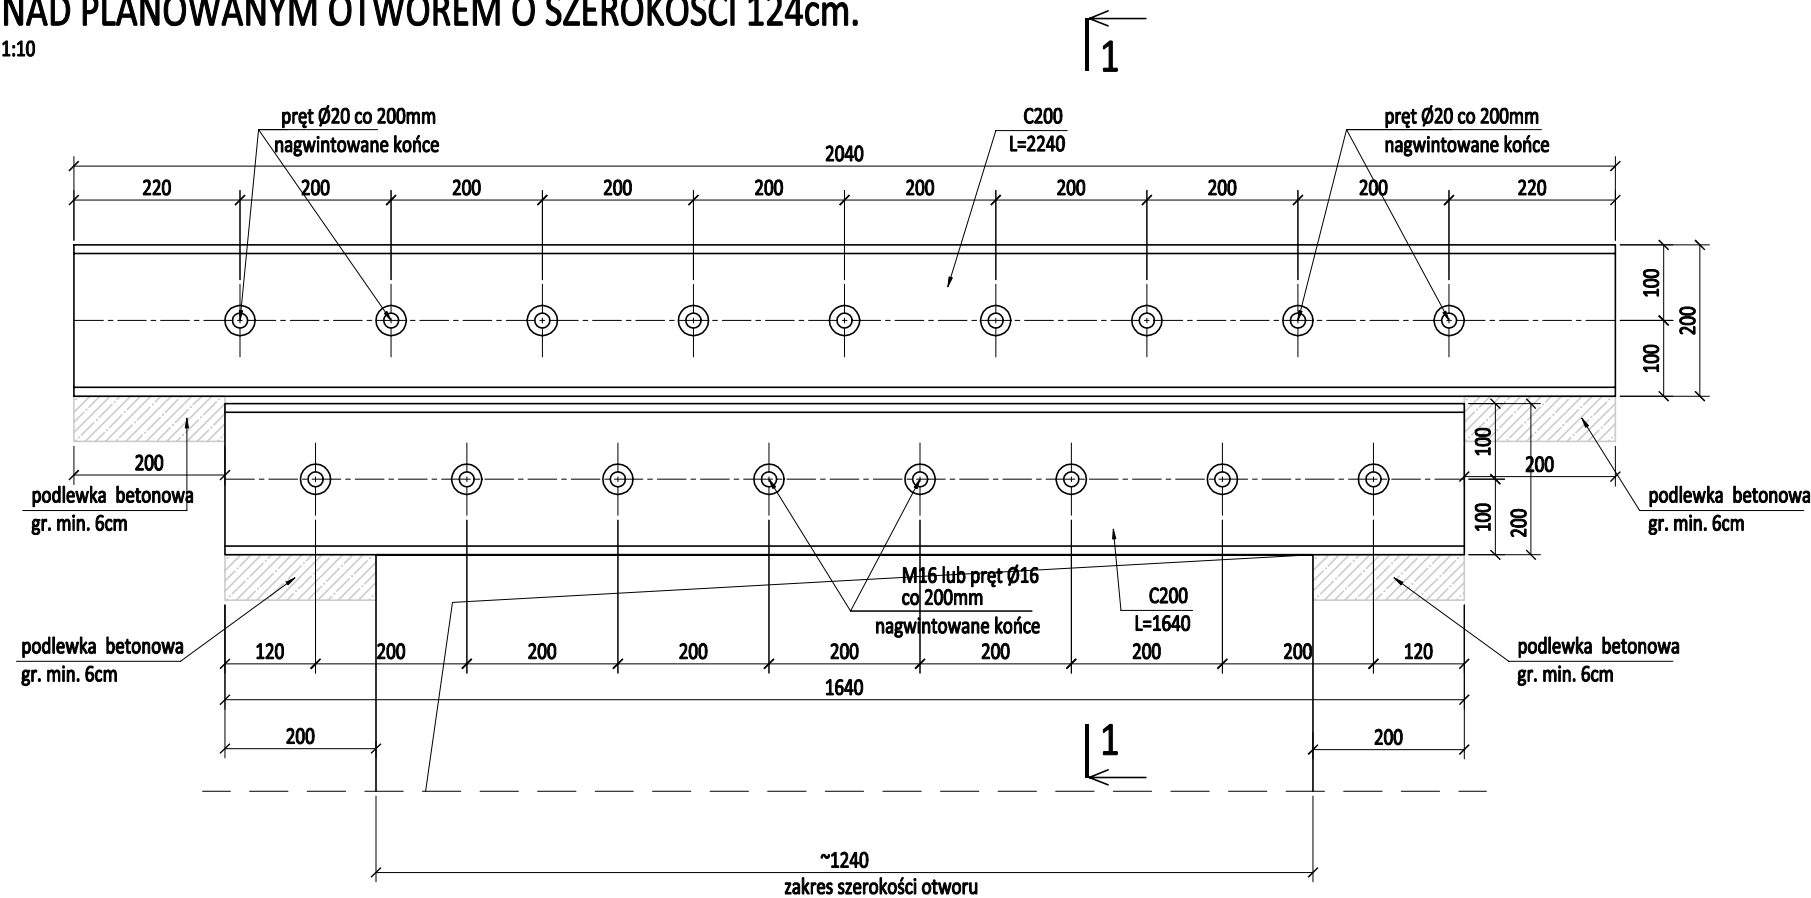 NAD PLANOWANYM OTWOREM O SZEROKOŚCI 124cm.
1:10
1
pręt Ø20 co 200mm
nagwintowane końce
C200
L=2240
pręt Ø20 co 200mm
nagwintowane końce
2040
220 200 200 200 200 200 200 200 200 220
100
200
100
100
200
100
200
200
podlewka betonowa
gr. min. 6cm
podlewka betonowa
gr. min. 6cm
M16 lub pręt Ø16
co 200mm
nagwintowane końce
C200
L=1640
podlewka betonowa
gr. min. 6cm
podlewka betonowa
gr. min. 6cm
120 200 200 200 200 200 200 200 120
1640
200
200
1
~1240
zakres szerokości otworu